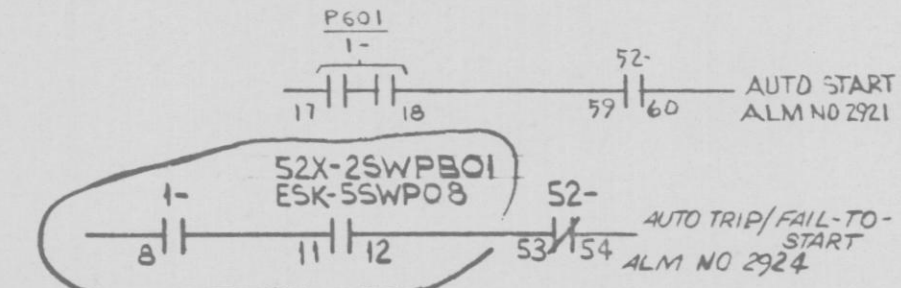 P601
1-
17 18
52-
59 60
AUTO START
ALM NO 2921
52X-2SWPB01
ESK-5SWP08
1-
8
11 12
52-
53 54
AUTO TRIP/FAIL-TO-
START
ALM NO 2924